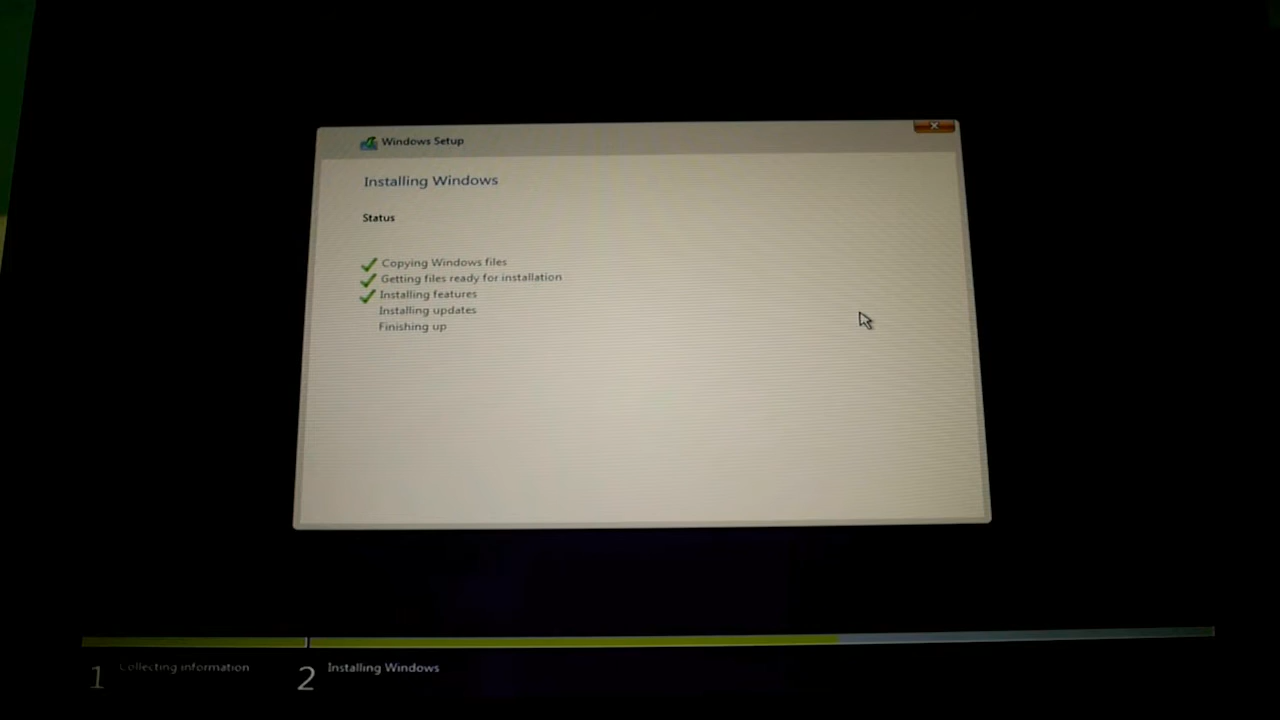 Windows Setup
Installing Windows
Status
Copying Windows files
Getting files ready for installation
Installing features
Installing updates
Finishing up
1 Collecting information
2 Installing Windows